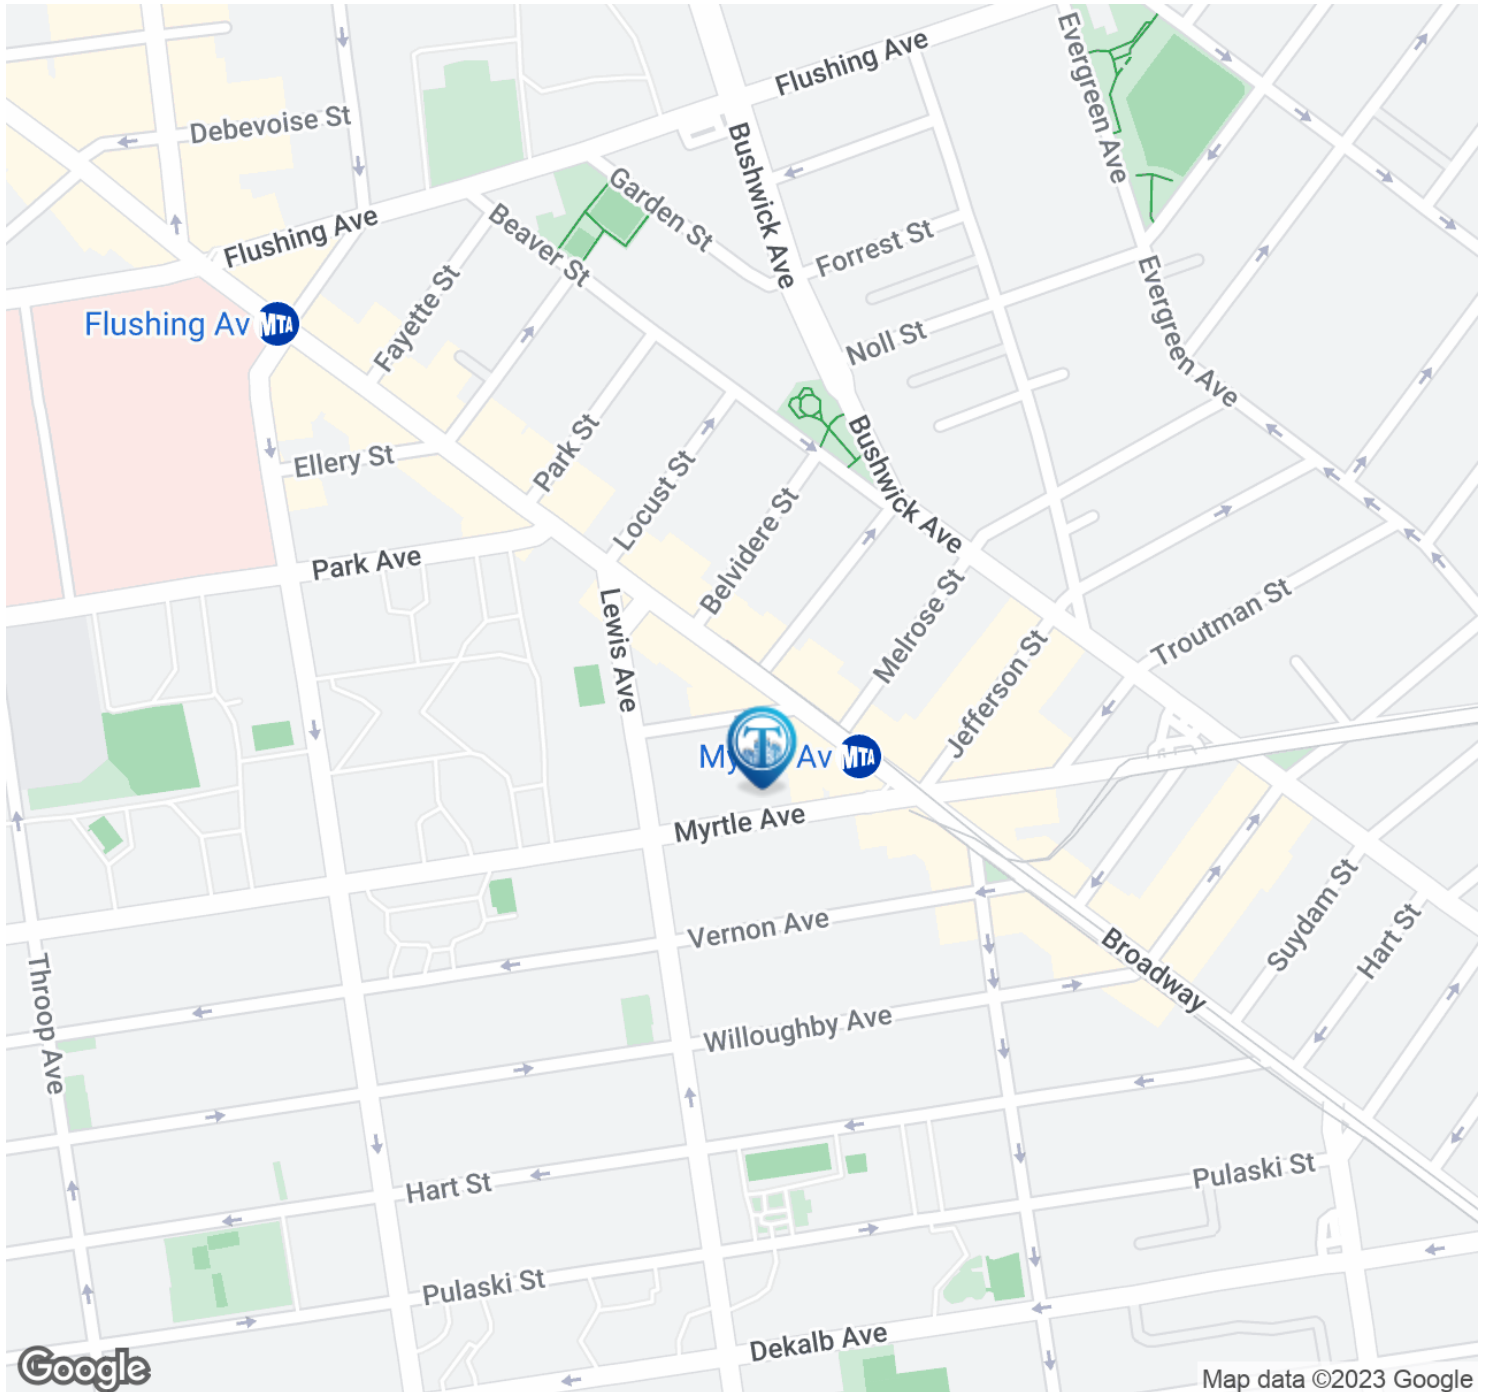 Flushing Ave
Evergreen Ave
Debevoise St
Bushwick Ave
Garden St
Beaver St
Flushing Ave
Forrest St
Evergreen Ave
Fayette St
Flushing Av
MTA
Noll St
Bushwick Ave
Park St
Ellery St
Locust St
Belvidere St
Park Ave
Melrose St
Lewis Ave
Troutman St
Jefferson St
T
Av
MTA
Myrtle Ave
Suydam St
Hart St
Vernon Ave
Broadway
Throop Ave
Willoughby Ave
Hart St
Pulaski St
Pulaski St
Dekalb Ave
Google
Map data ©2023 Google